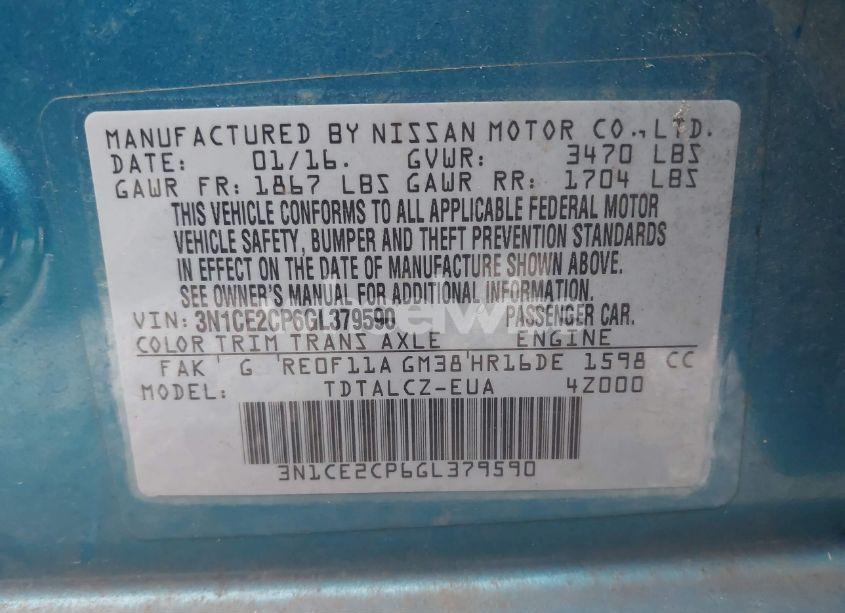 MANUFACTURED BY NISSAN MOTOR CO., LTD.
DATE: 01/16. GVWR: 3470 LBS
GAWR FR: 1867 LBS GAWR RR: 1704 LBS
THIS VEHICLE CONFORMS TO ALL APPLICABLE FEDERAL MOTOR
VEHICLE SAFETY, BUMPER AND THEFT PREVENTION STANDARDS
IN EFFECT ON THE DATE OF MANUFACTURE SHOWN ABOVE.
SEE OWNER'S MANUAL FOR ADDITIONAL INFORMATION.
VIN: 3N1CE2CP6GL379590 PASSENGER CAR.
COLOR TRIM TRANS AXLE ENGINE
FAK G RE0F11A GM38 HR16DE 1598 CC
MODEL: TDTALCZ-EUA 4Z000
3N1CE2CP6GL379590